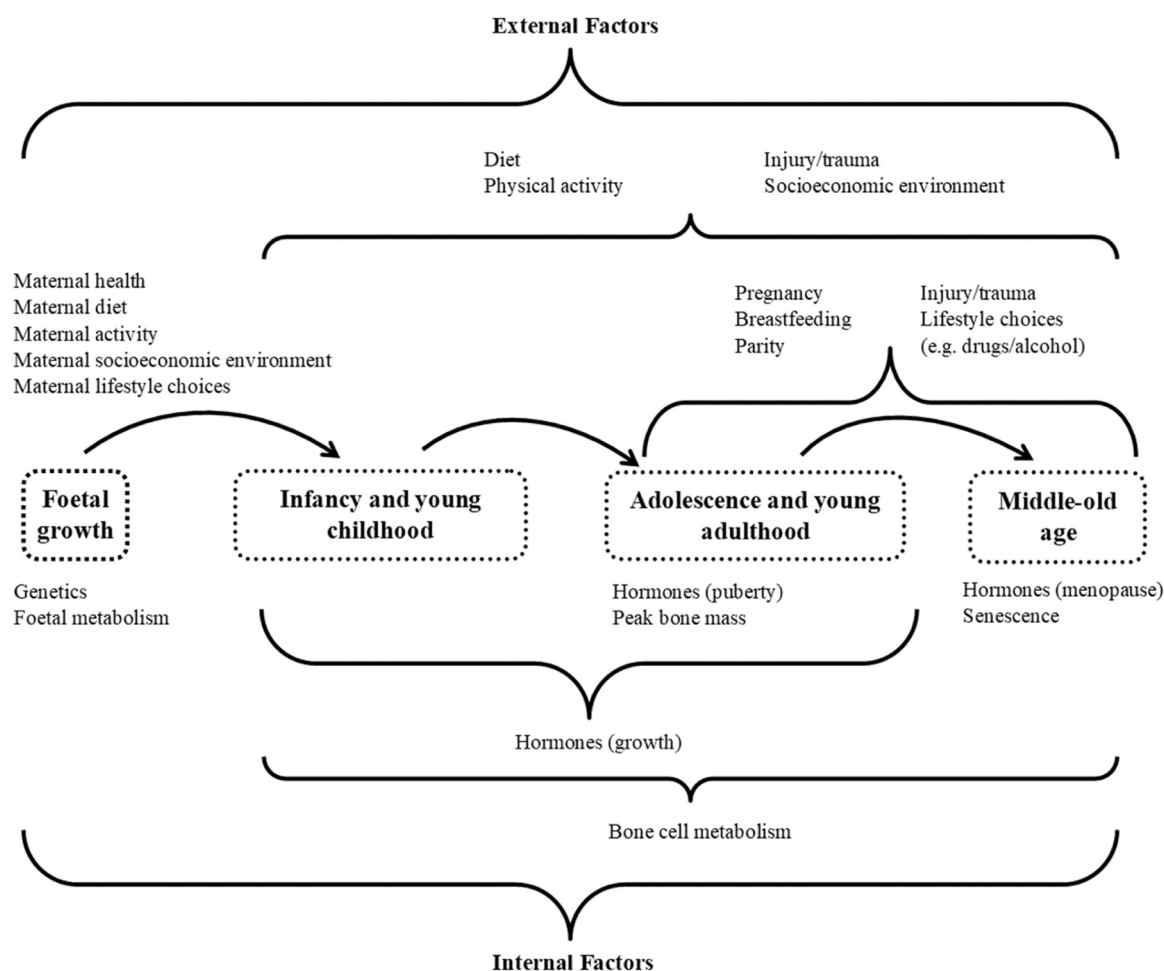 External Factors
Diet
Physical activity
Injury/trauma
Socioeconomic environment
Maternal health
Maternal diet
Maternal activity
Maternal socioeconomic environment
Maternal lifestyle choices
Pregnancy
Breastfeeding
Parity
Injury/trauma
Lifestyle choices
(e.g. drugs/alcohol)
Foetal
growth
Infancy and young
childhood
Adolescence and young
adulthood
Middle-old
age
Genetics
Foetal metabolism
Hormones (puberty)
Peak bone mass
Hormones (menopause)
Senescence
Hormones (growth)
Bone cell metabolism
Internal Factors